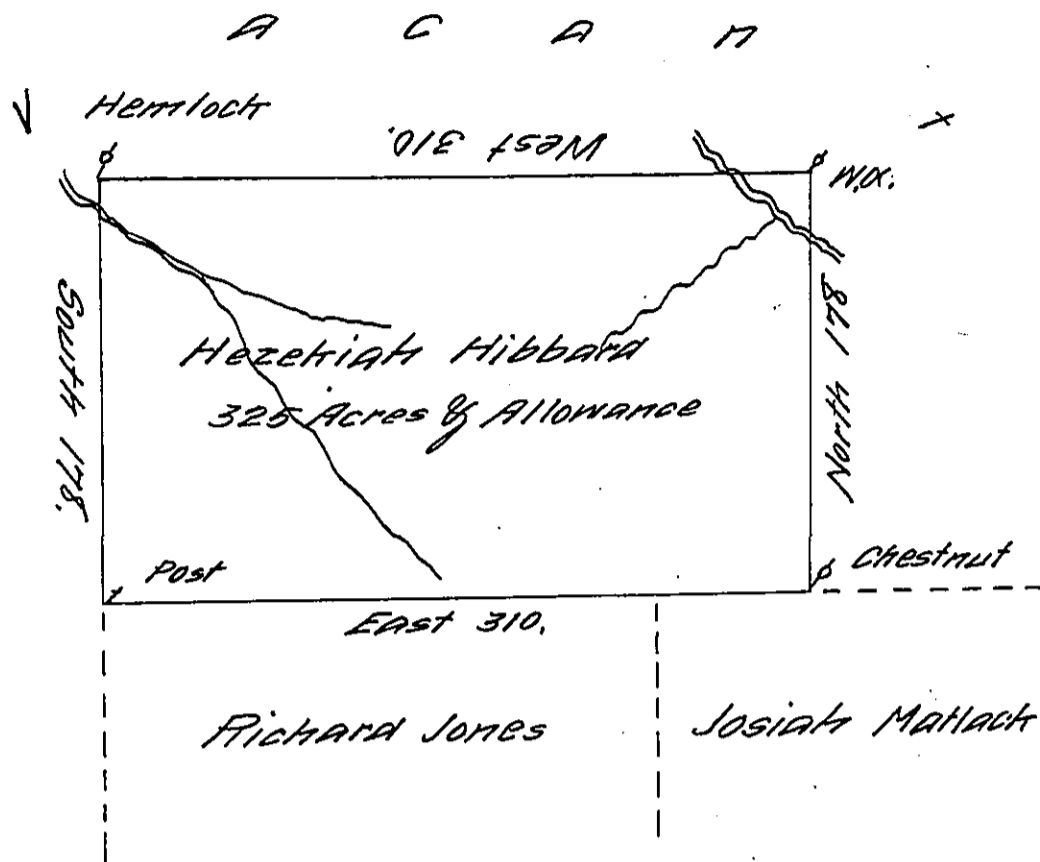 V A C A N T
Hemlock
West 310.
W.O.
South 178.
North 178
Hezekiah Hibbard
325 Acres & Allowance
Post
Chestnut
East 310.
Richard Jones
Josiah Matlack